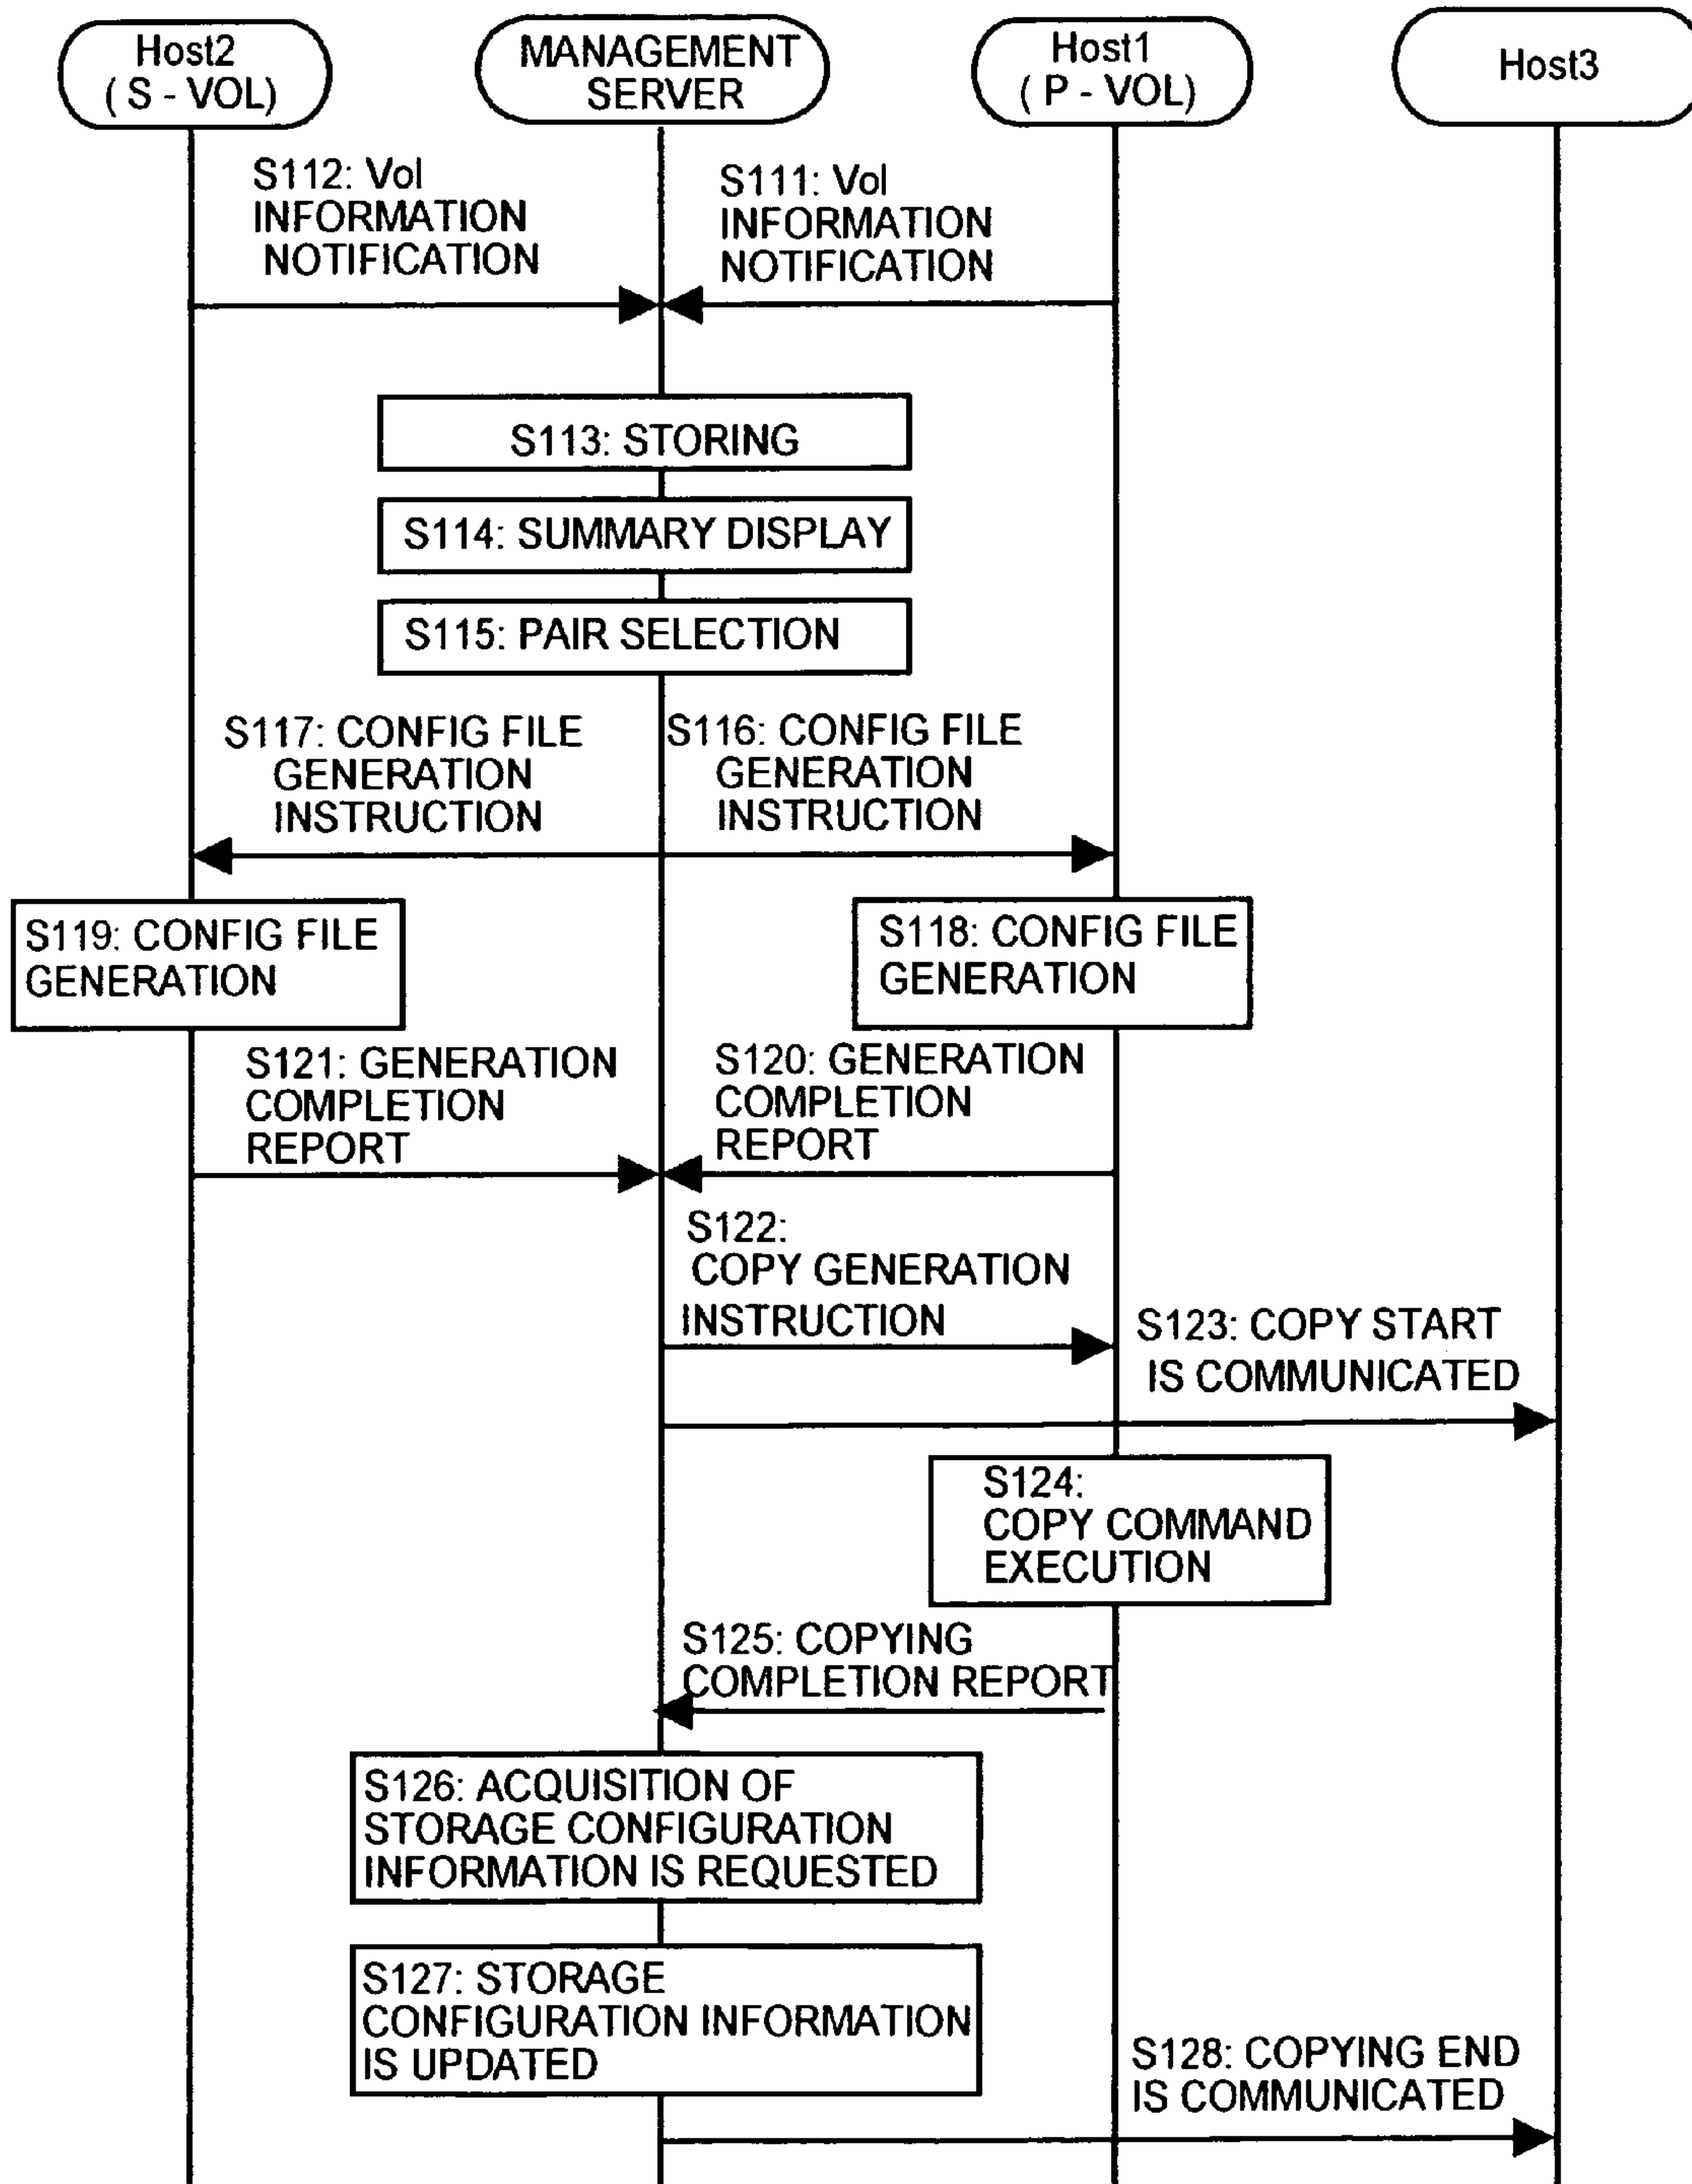 Host2
( S - VOL)
MANAGEMENT
SERVER
Host1
( P - VOL)
Host3
S112: Vol
INFORMATION
NOTIFICATION
S111: Vol
INFORMATION
NOTIFICATION
S113: STORING
S114: SUMMARY DISPLAY
S115: PAIR SELECTION
S117: CONFIG FILE
GENERATION
INSTRUCTION
S116: CONFIG FILE
GENERATION
INSTRUCTION
S119: CONFIG FILE
GENERATION
S118: CONFIG FILE
GENERATION
S121: GENERATION
COMPLETION
REPORT
S120: GENERATION
COMPLETION
REPORT
S122:
COPY GENERATION
INSTRUCTION
S123: COPY START
IS COMMUNICATED
S124:
COPY COMMAND
EXECUTION
S125: COPYING
COMPLETION REPORT
S126: ACQUISITION OF
STORAGE CONFIGURATION
INFORMATION IS REQUESTED
S127: STORAGE
CONFIGURATION INFORMATION
IS UPDATED
S128: COPYING END
IS COMMUNICATED